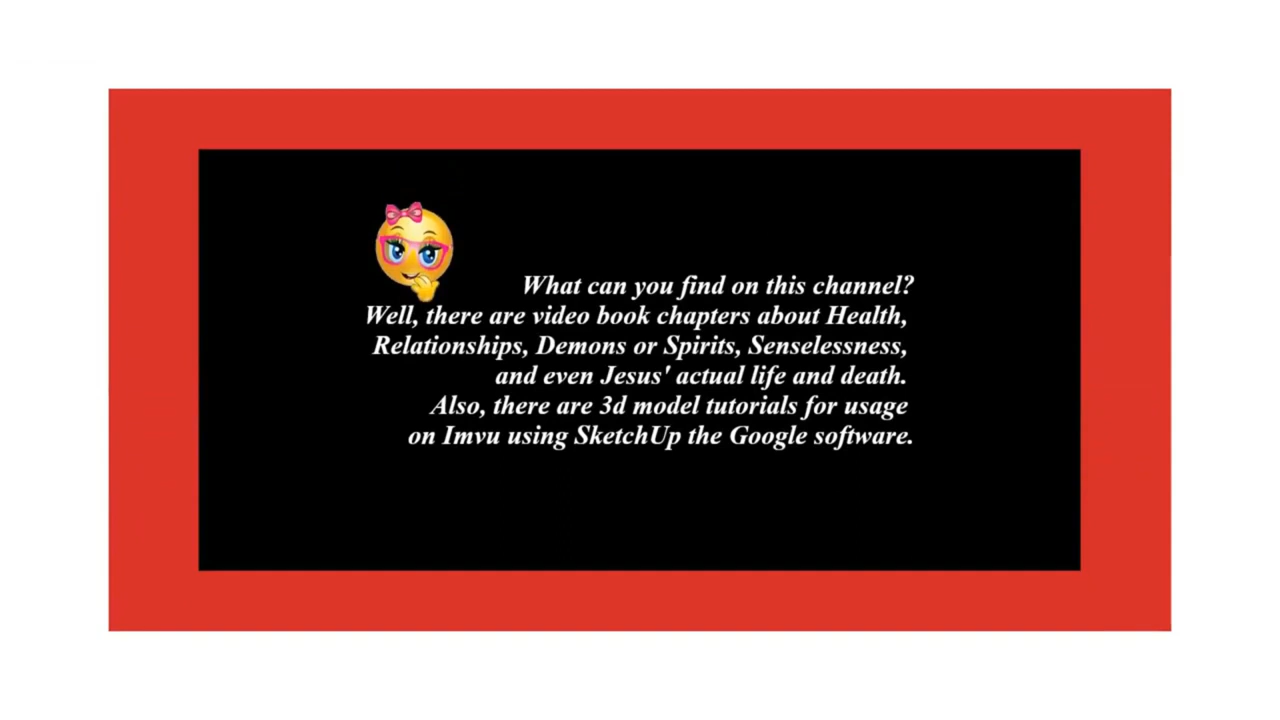 What can you find on this channel?
Well, there are video book chapters about Health,
Relationships, Demons or Spirits, Senselessness,
and even Jesus' actual life and death.
Also, there are 3d model tutorials for usage
on Imvu using SketchUp the Google software.